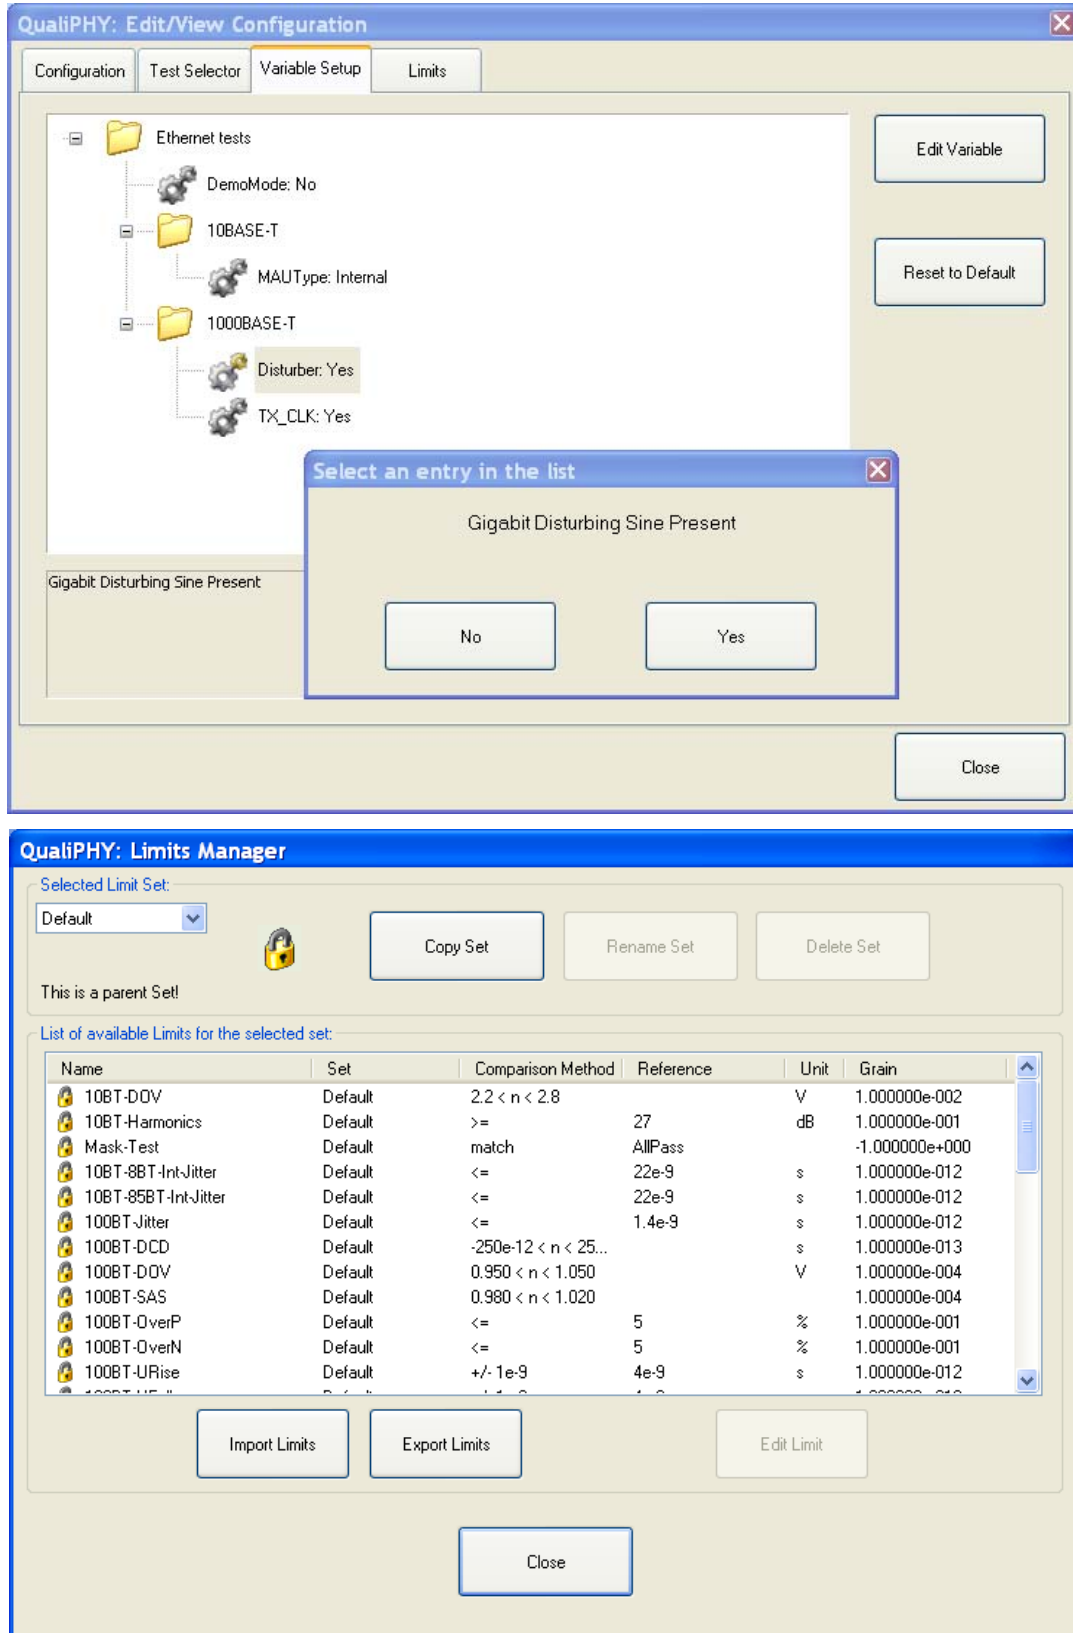 QualiPHY: Edit/View Configuration
Configuration Test Selector Variable Setup Limits
Ethernet tests
Edit Variable
DemoMode: No
10BASE-T
MAUType: Internal
Reset to Default
1000BASE-T
Disturber: Yes
TX_CLK: Yes
Select an entry in the list
Gigabit Disturbing Sine Present
Gigabit Disturbing Sine Present
No Yes
Close
QualiPHY: Limits Manager
Selected Limit Set:
Default
Copy Set Rename Set Delete Set
This is a parent Set!
List of available Limits for the selected set:
Name Set Comparison Method Reference Unit Grain
10BT-DOV Default 2.2 < n < 2.8 V 1.000000e-002
10BT-Harmonics Default >= 27 dB 1.000000e-001
Mask-Test Default match AllPass -1.000000e+000
10BT-8BT-Int-Jitter Default <= 22e-9 s 1.000000e-012
10BT-85BT-Int-Jitter Default <= 22e-9 s 1.000000e-012
100BT-Jitter Default <= 1.4e-9 s 1.000000e-012
100BT-DCD Default -250e-12 < n < 25... s 1.000000e-013
100BT-DOV Default 0.950 < n < 1.050 V 1.000000e-004
100BT-SAS Default 0.980 < n < 1.020 1.000000e-004
100BT-OverP Default <= 5 % 1.000000e-001
100BT-OverN Default <= 5 % 1.000000e-001
100BT-URise Default +/- 1e-9 4e-9 s 1.000000e-012
Import Limits Export Limits Edit Limit
Close